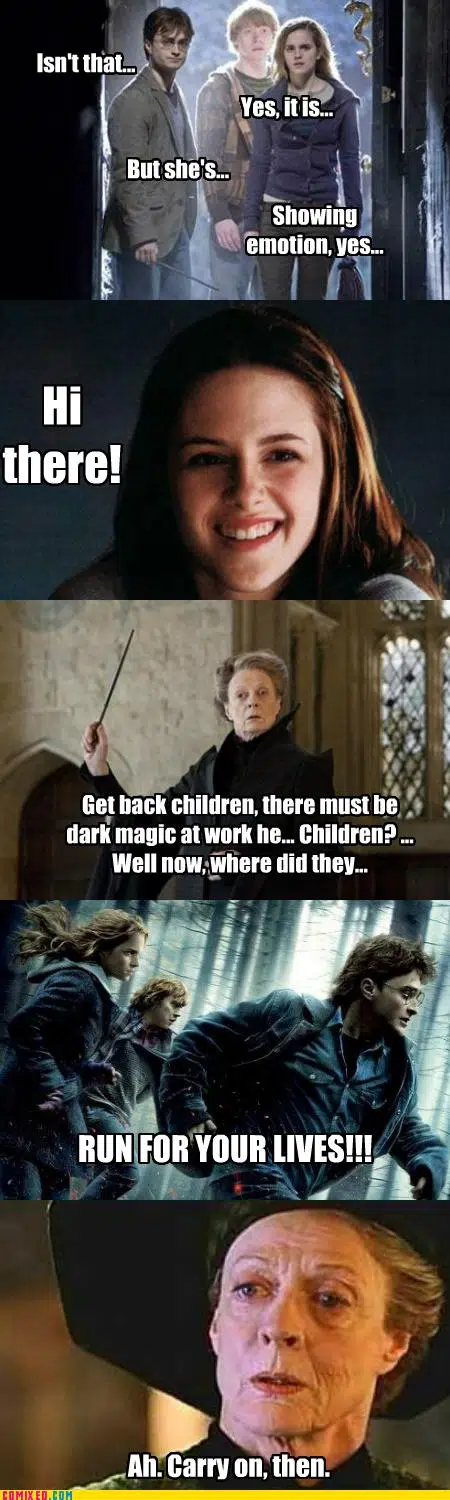 Isn't that...
Yes, it is...
But she's...
Showing
emotion, yes...
Hi
there!
Get back children, there must be
dark magic at work he... Children? ...
Well now, where did they...
RUN FOR YOUR LIVES!!!
Ah. Carry on, then.
COMIXED.COM